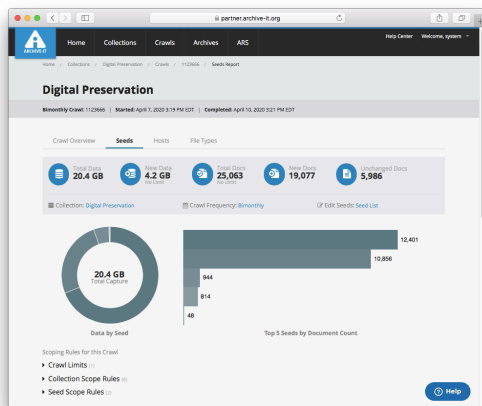 partner.archive-it.org
ARCHIVE-IT
Home Collections Crawls Archives ARS
Help Center Welcome, system
Home / Collections / Digital Preservation / Crawls / 1123666 / Seeds Report
Digital Preservation
Bimonthly Crawl: 1123666 | Started: April 7, 2020 3:19 PM EDT | Completed: April 10, 2020 3:21 PM EDT
Crawl Overview Seeds Hosts File Types
Total Data
20.4 GB
New Data
4.2 GB
No Limit
Total Docs
25,063
No Limit
New Docs
19,077
Unchanged Docs
5,986
Collection: Digital Preservation
Crawl Frequency: Bimonthly
Edit Seeds: Seed List
20.4 GB
Total Capture
Data by Seed
12,401
10,856
944
814
48
Top 5 Seeds by Document Count
Scoping Rules for this Crawl
Crawl Limits
Collection Scope Rules
Seed Scope Rules
Help